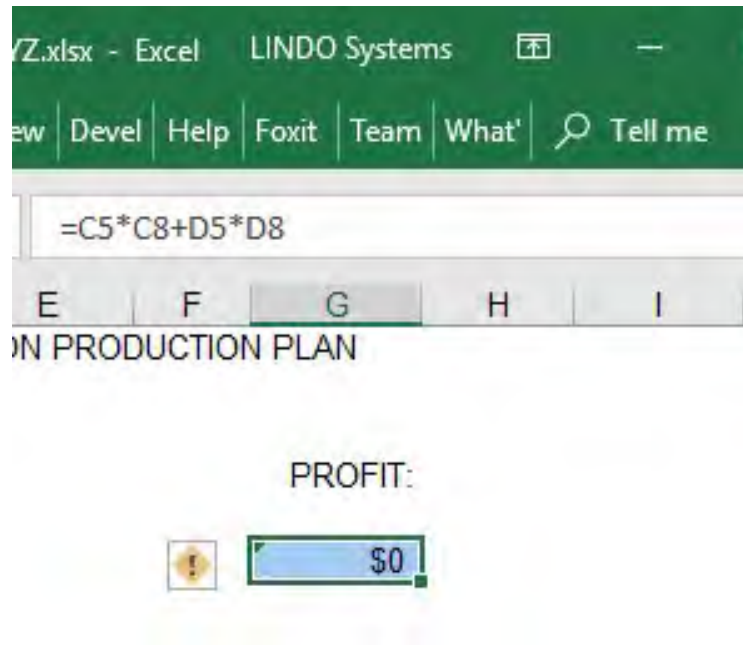 YZ.xlsx - Excel LINDO Systems
ew Devel Help Foxit Team What' Tell me
=C5*C8+D5*D8
E F G H I
ON PRODUCTION PLAN
PROFIT:
$0